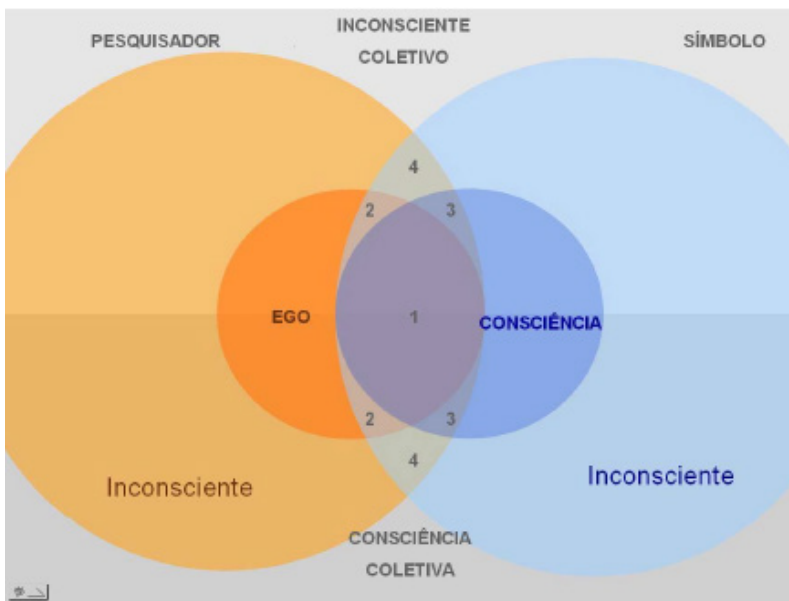 INCONSCIENTE
PESQUISADOR
SÍMBOLO
COLETIVO
4
2
3
EGO
1
CONSCIÊNCIA
2
3
4
Inconsciente
Inconsciente
CONSCIÊNCIA
COLETIVA